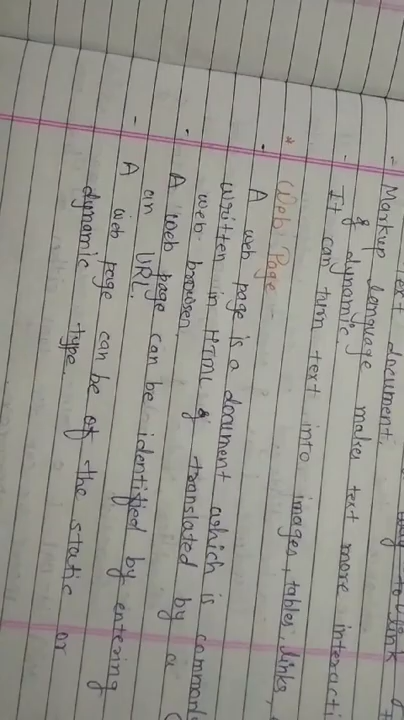 text document.
- Markup language makes text more interacti
& dynamic.
- It can turn text into images, tables, links,
* Web Page -
• A web page is a document which is commonl
written in HTML & translated by a
web browser.
• A web page can be identified by entering
an URL.
- A web page can be of the static or
dynamic type.